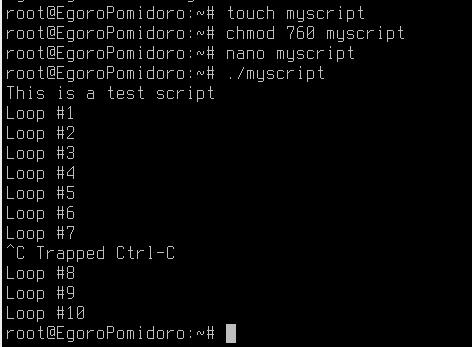 root@EgoroPomidoro:~# touch myscript
root@EgoroPomidoro:~# chmod 760 myscript
root@EgoroPomidoro:~# nano myscript
root@EgoroPomidoro:~# ./myscript
This is a test script
Loop #1
Loop #2
Loop #3
Loop #4
Loop #5
Loop #6
Loop #7
^C Trapped Ctrl-C
Loop #8
Loop #9
Loop #10
root@EgoroPomidoro:~#